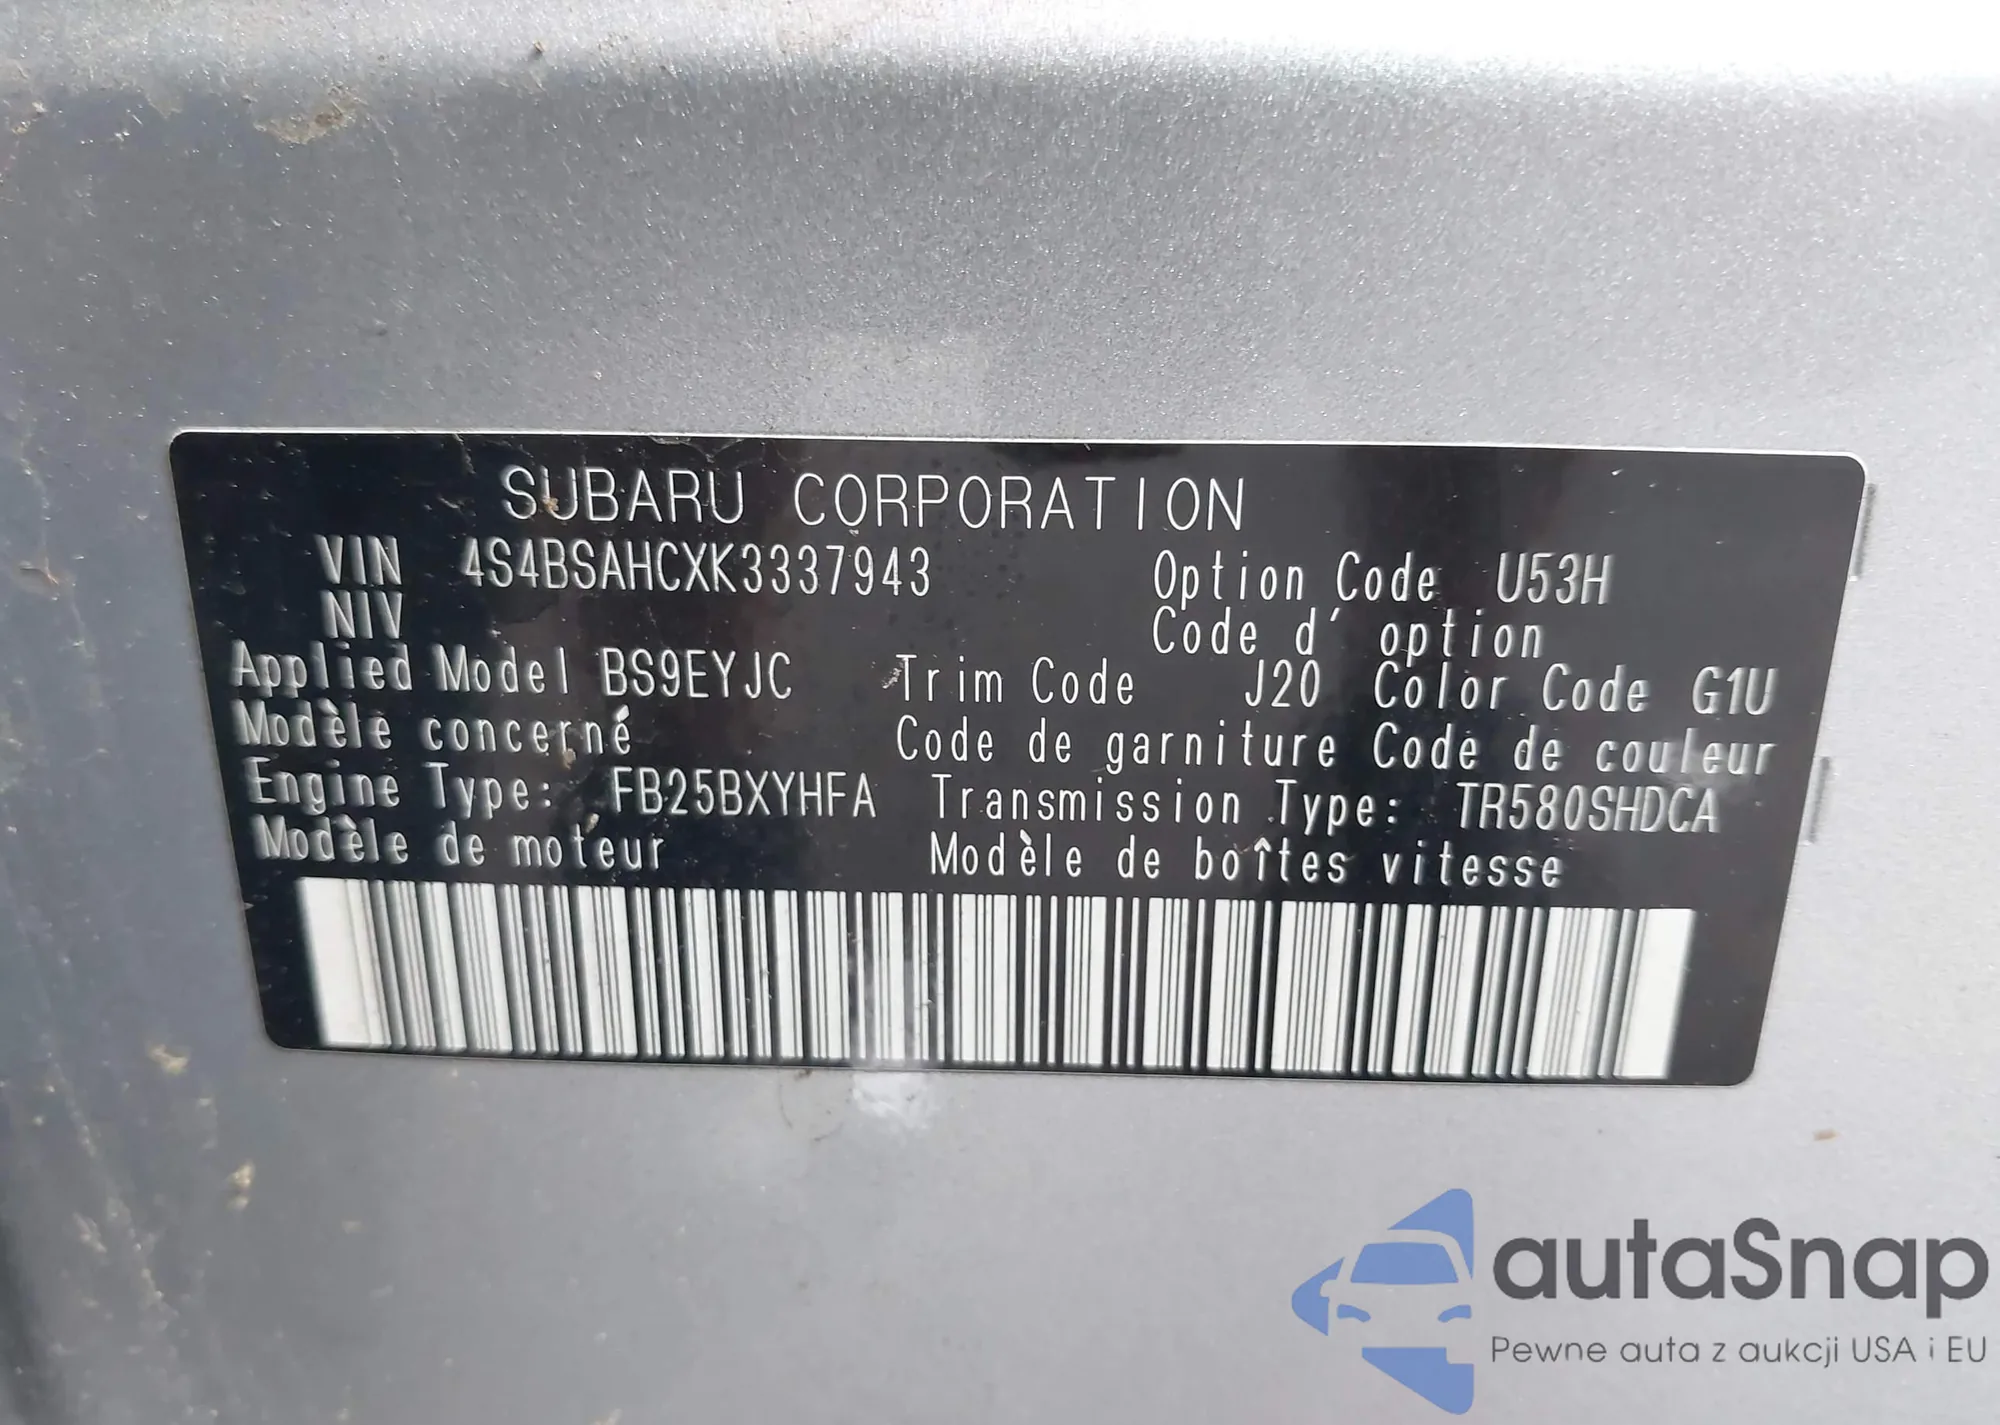 SUBARU CORPORATION
VIN 4S4BSAHCXK3337943 Option Code U53H
NIV Code d' option
Applied Model BS9EYJC Trim Code J20 Color Code G1U
Modèle concerné Code de garniture Code de couleur
Engine Type: FB25BXYHFA Transmission Type: TR580SHDCA
Modèle de moteur Modèle de boîtes vitesse
autaSnap
Pewne auta z aukcji USA i EU